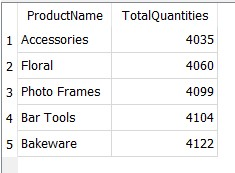 ProductName TotalQuantities
1 Accessories 4035
2 Floral 4060
3 Photo Frames 4099
4 Bar Tools 4104
5 Bakeware 4122